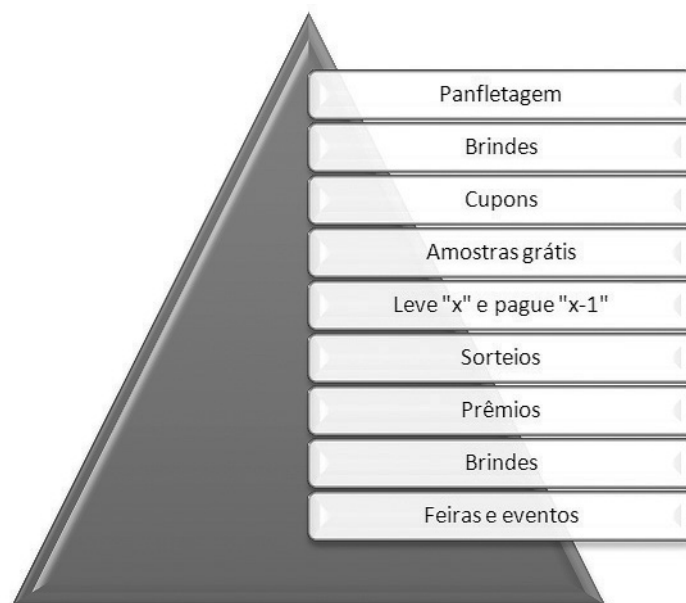 Panfletagem
Brindes
Cupons
Amostras grátis
Leve "x" e pague "x-1"
Sorteios
Prêmios
Brindes
Feiras e eventos